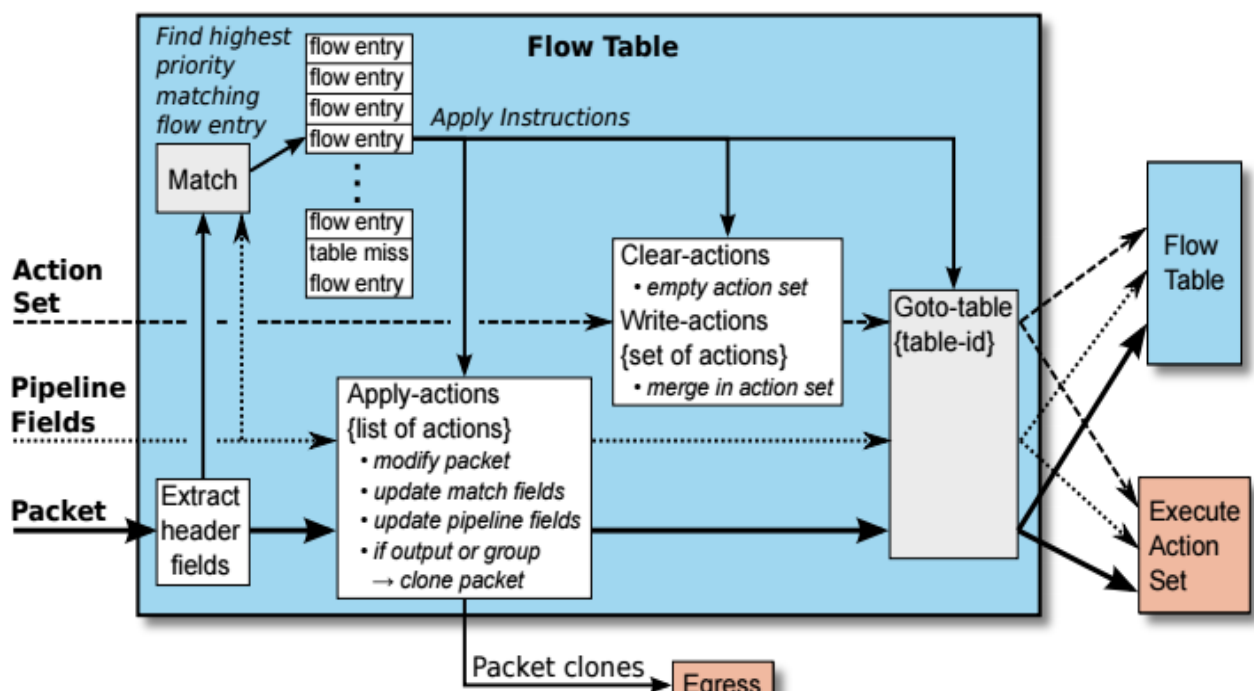 Find highest
priority
matching
flow entry
flow entry
flow entry
flow entry
flow entry
flow entry
table miss
flow entry
Flow Table
Apply Instructions
Match
Action
Set
Pipeline
Fields
Packet
Extract
header
fields
Apply-actions
{list of actions}
• modify packet
• update match fields
• update pipeline fields
• if output or group
→ clone packet
Clear-actions
• empty action set
Write-actions
{set of actions}
• merge in action set
Goto-table
{table-id}
Flow
Table
Execute
Action
Set
Packet clones
Egress